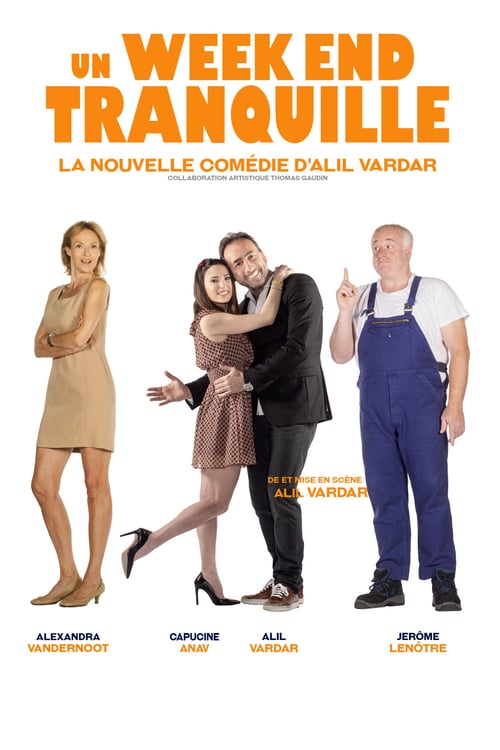 UN WEEK END
TRANQUILLE
LA NOUVELLE COMÉDIE D'ALIL VARDAR
COLLABORATION ARTISTIQUE THOMAS GAUDIN
DE ET MISE EN SCÈNE
ALIL VARDAR
ALEXANDRA
VANDERNOOT
CAPUCINE
ANAV
ALIL
VARDAR
JERÔME
LENÔTRE